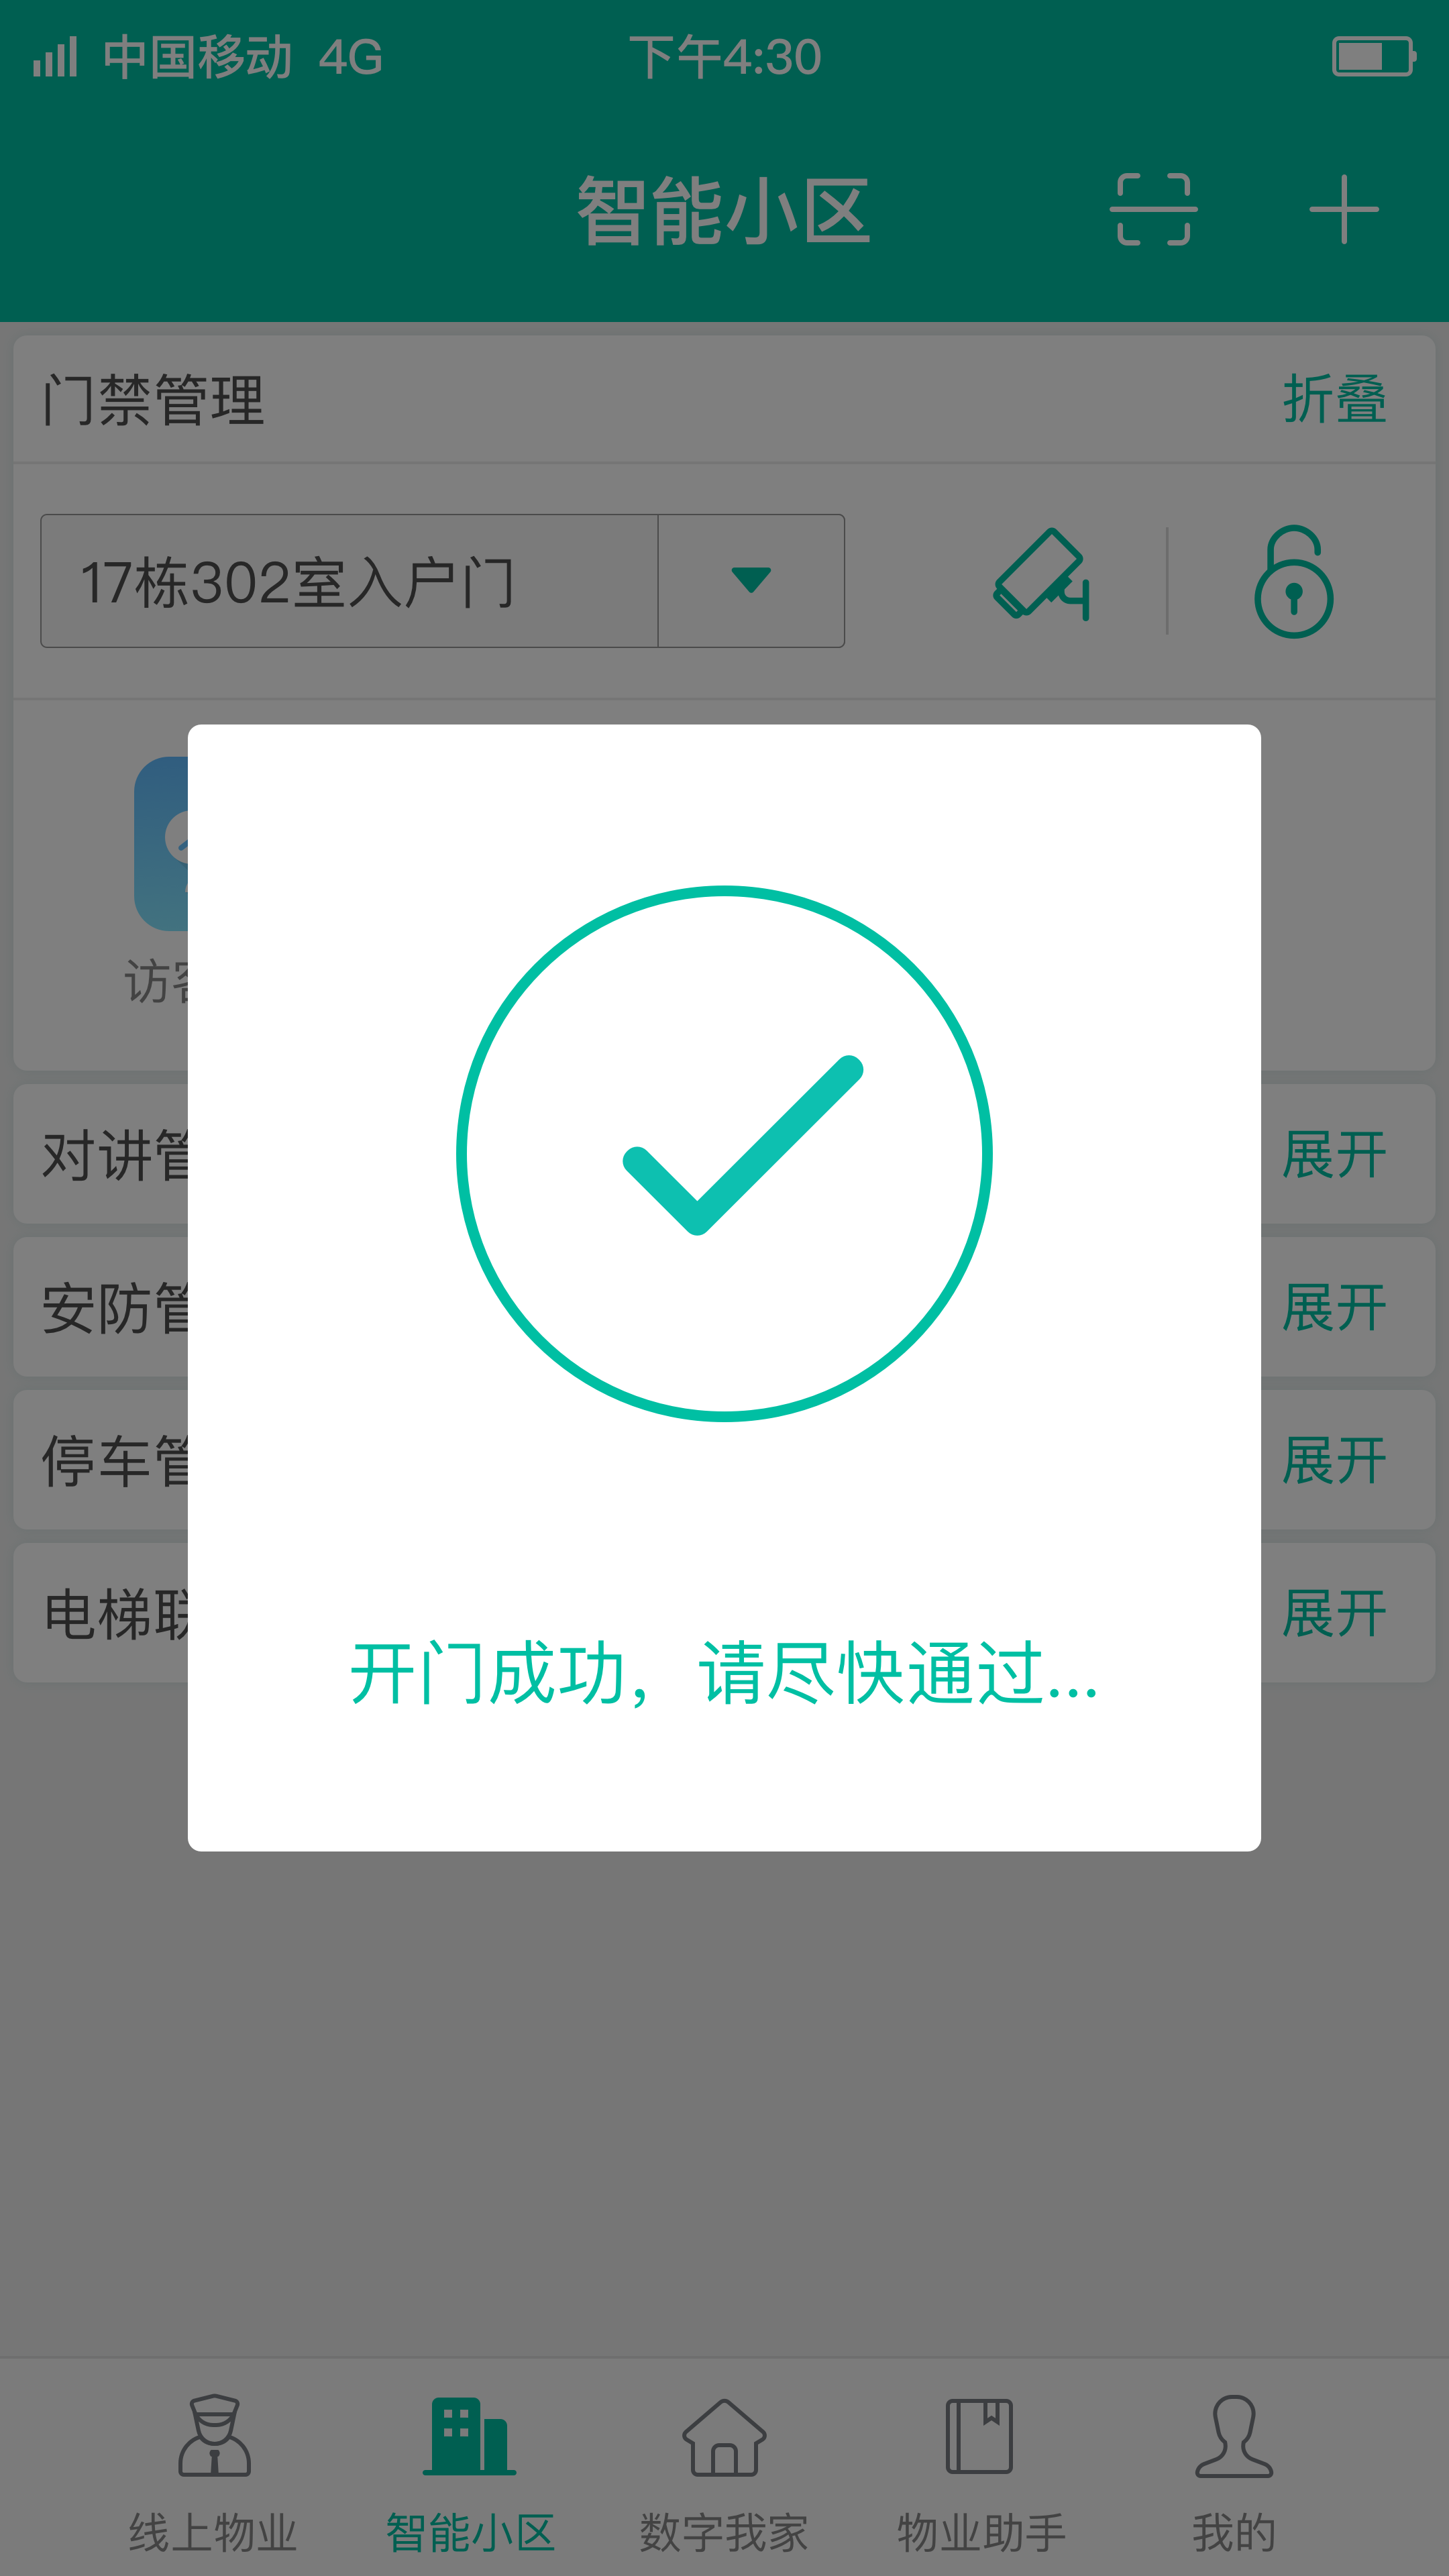 中国移动 4G 下午4:30
智能小区
门禁管理 折叠
17栋302室入户门
访
对讲管 展开
安防管 展开
停车管 展开
电梯联 展开
开门成功，请尽快通过...
线上物业 智能小区 数字我家 物业助手 我的